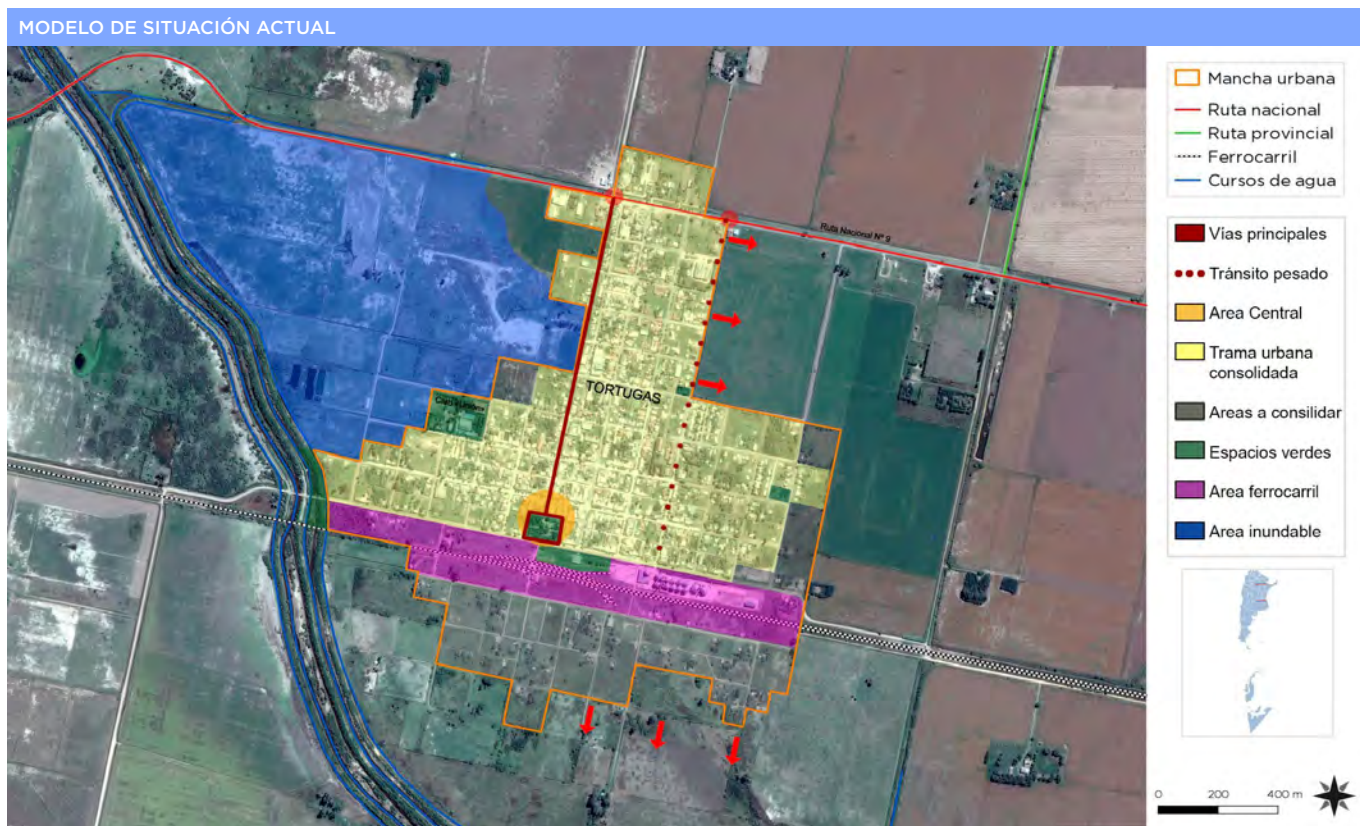 MODELO DE SITUACIÓN ACTUAL
Ruta Nacional Nº 9
TORTUGAS
Mancha urbana
Ruta nacional
Ruta provincial
Ferrocarril
Cursos de agua
Vías principales
Tránsito pesado
Area Central
Trama urbana
consolidada
Areas a consilidar
Espacios verdes
Area ferrocarril
Area inundable
0 200 400 m